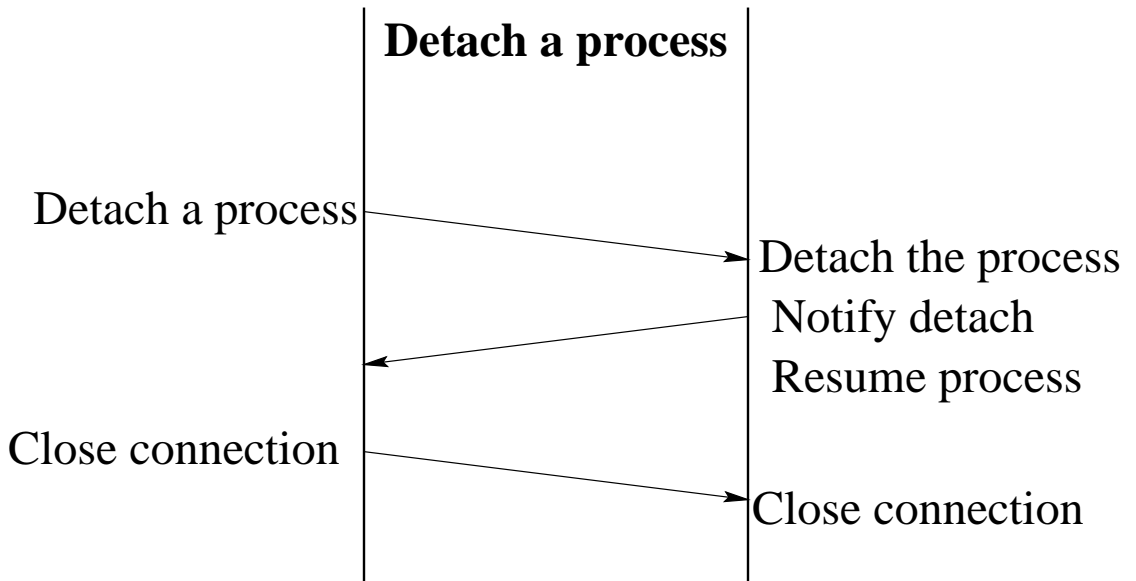 Detach a process
Detach a process
Detach the process
Notify detach
Resume process
Close connection
Close connection